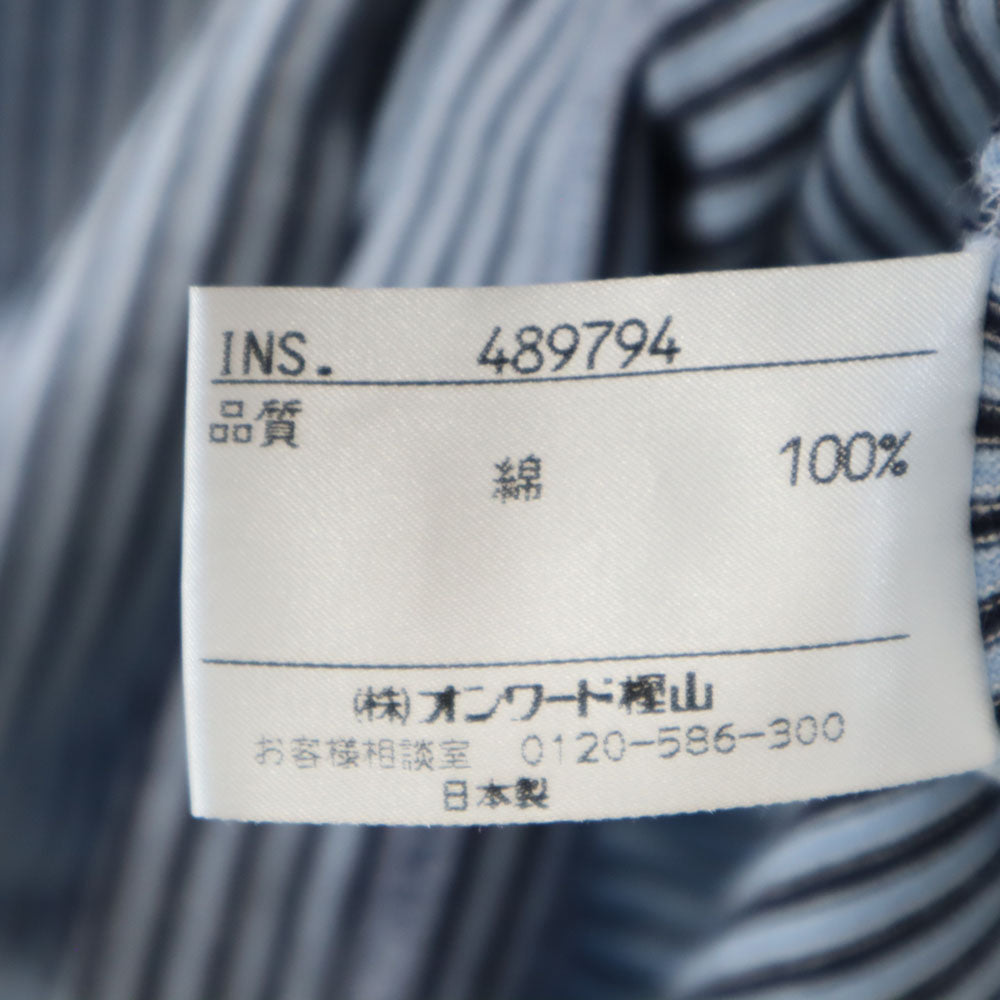 INS. 489794
品質
綿 100%
(株)オンワード樫山
お客様相談室 0120-586-300
日本製